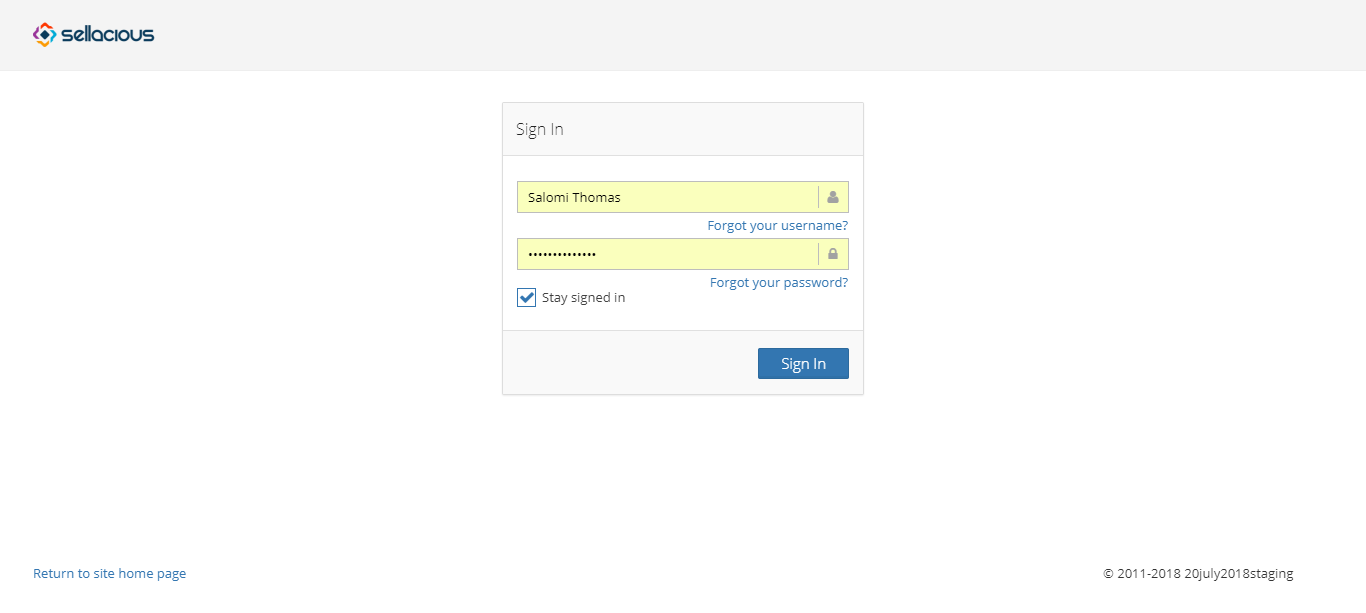 sellacious
Sign In
Salomi Thomas
Forgot your username?
••••••••••••••
Forgot your password?
Stay signed in
Sign In
Return to site home page
© 2011-2018 20july2018staging